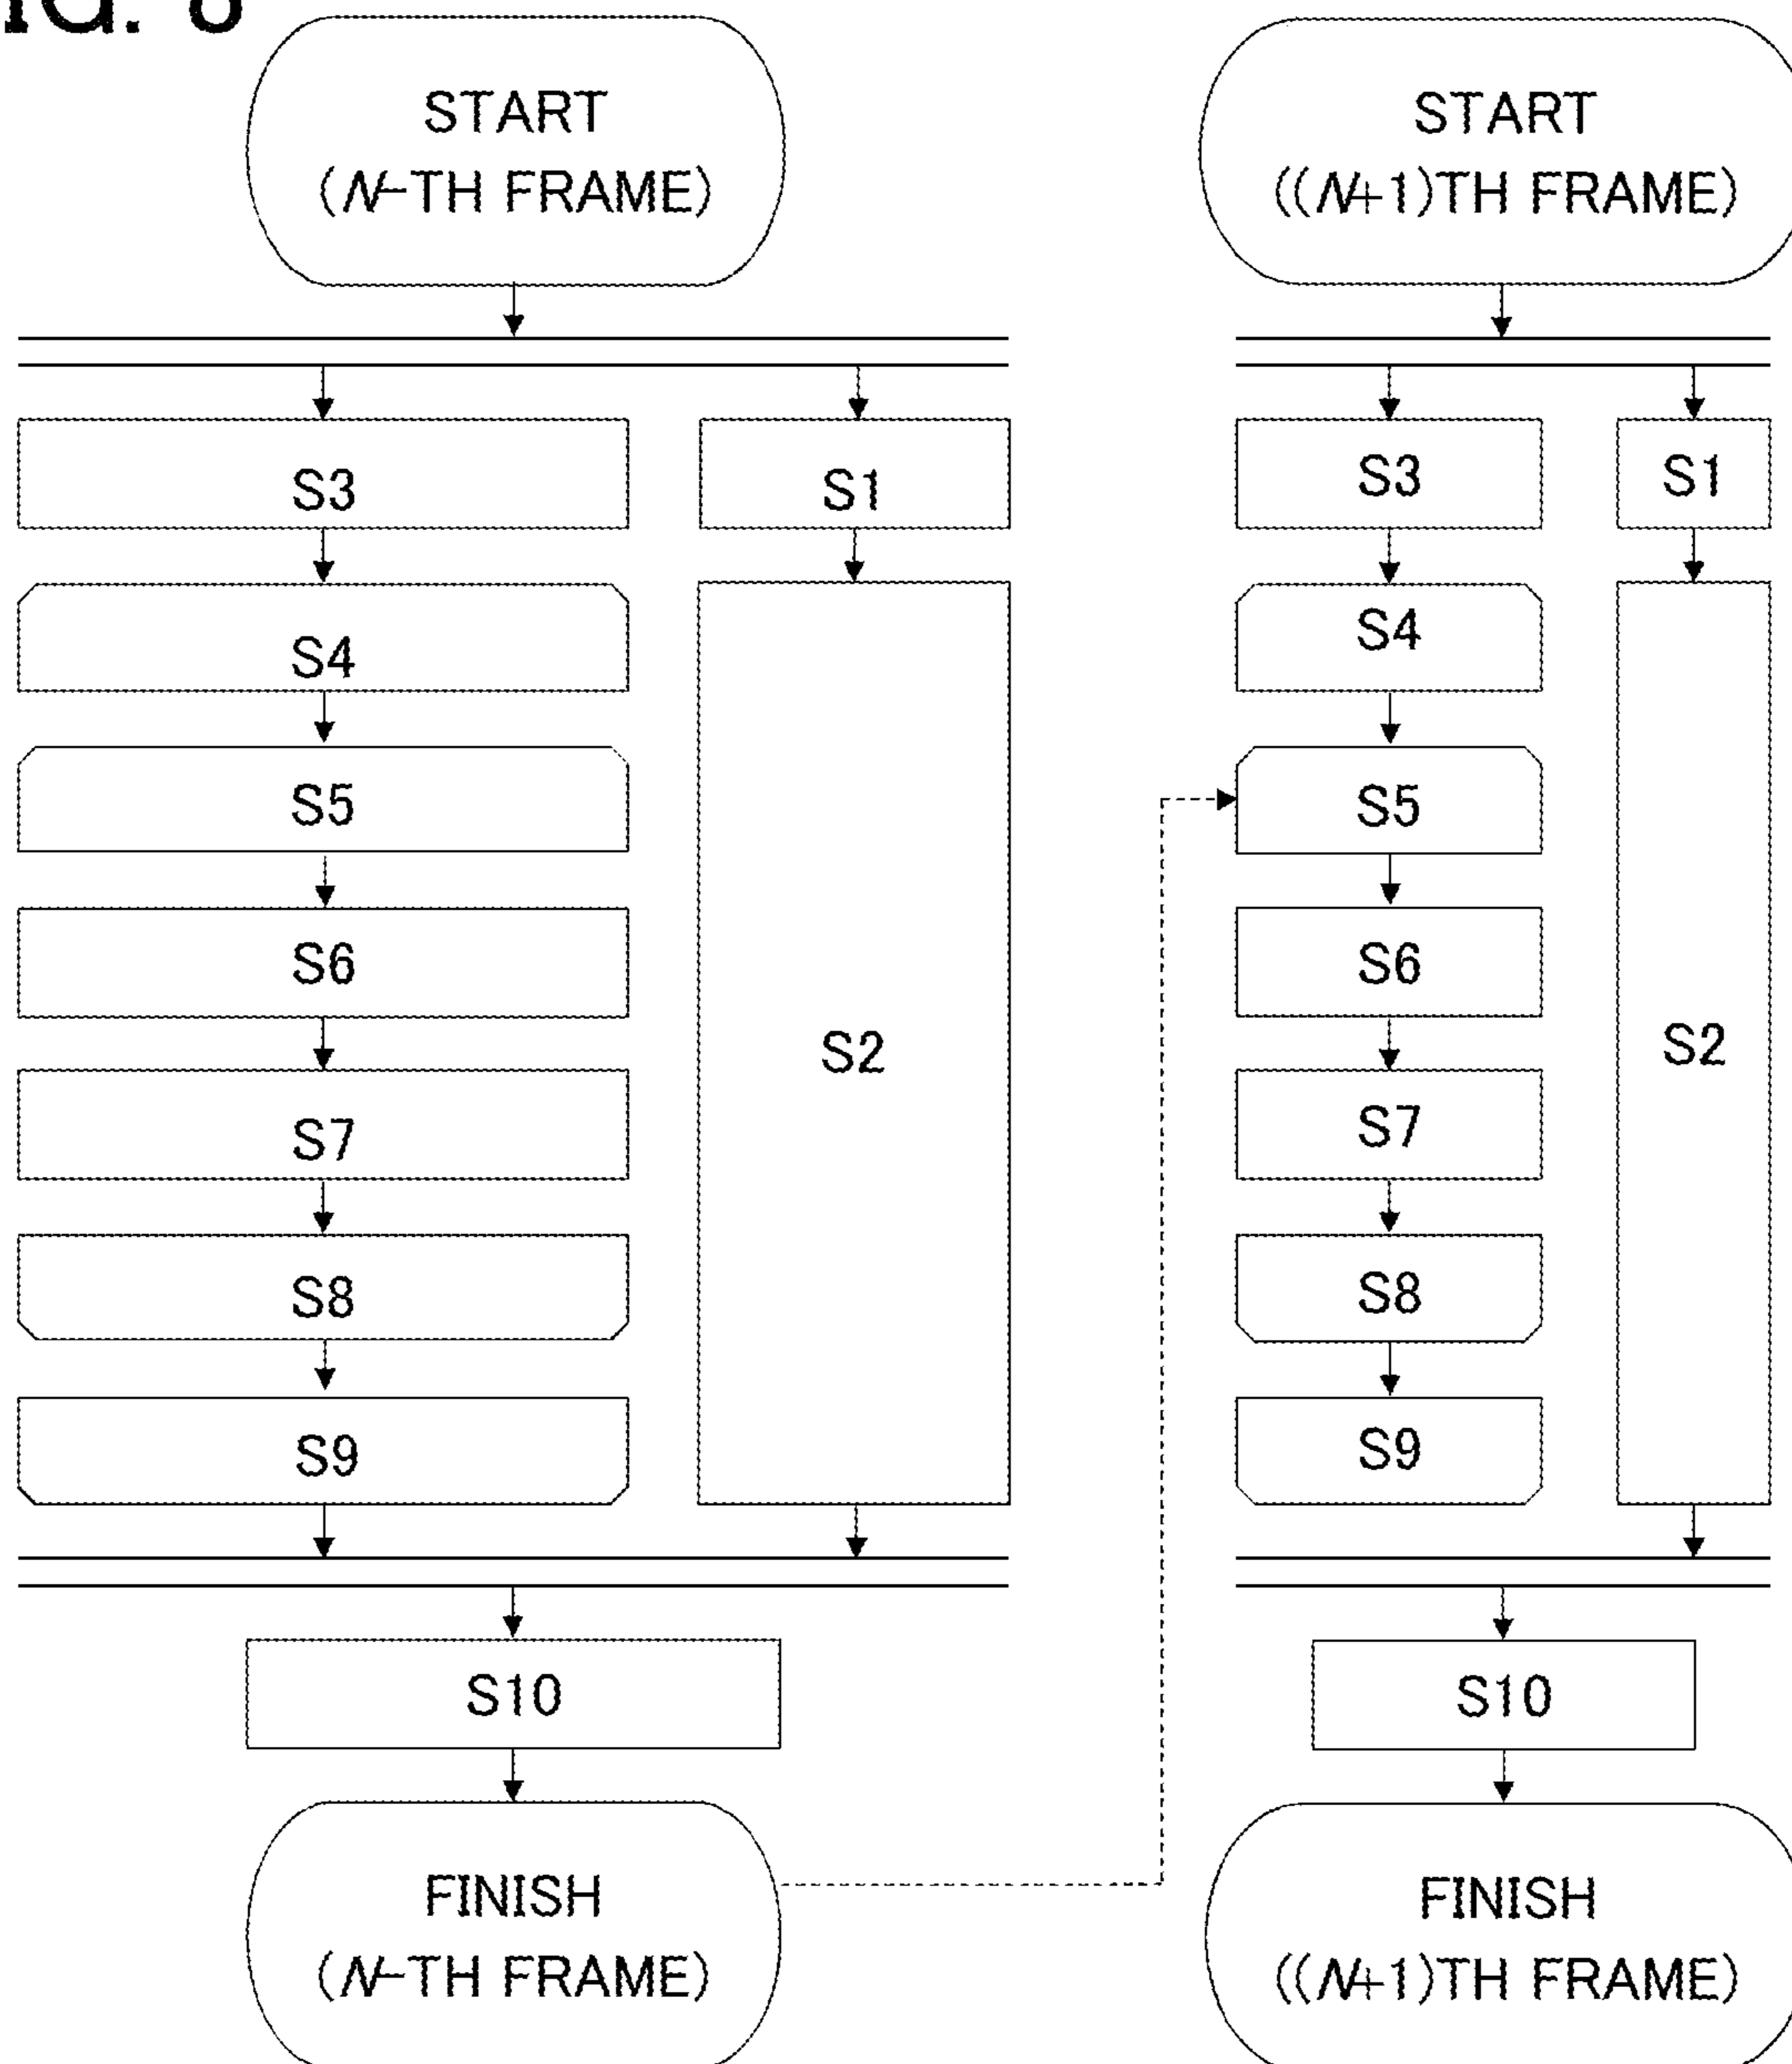 START
(N-TH FRAME)
S3
S1
S4
S5
S6
S2
S7
S8
S9
S10
FINISH
(N-TH FRAME)
START
((N+1)TH FRAME)
S3
S1
S4
S5
S6
S2
S7
S8
S9
S10
FINISH
((N+1)TH FRAME)